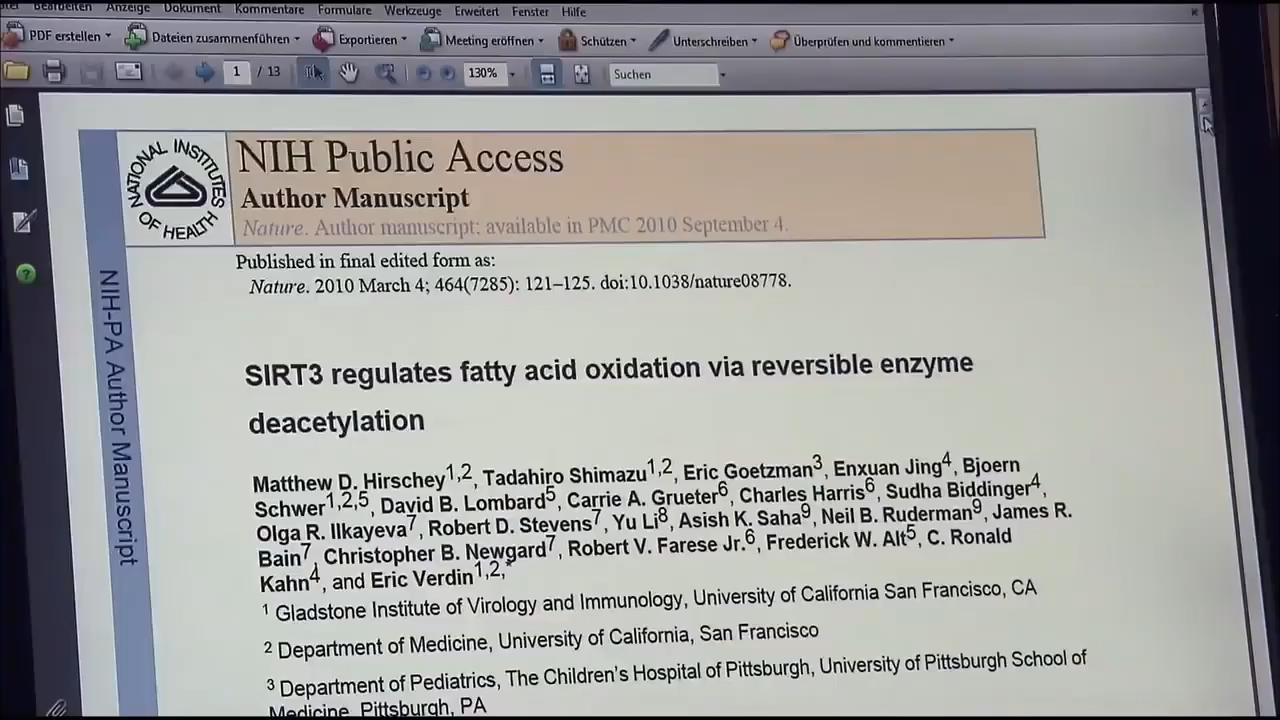 Bearbeiten Anzeige Dokument Kommentare Formulare Werkzeuge Erweitert Fenster Hilfe
PDF erstellen Dateien zusammenführen Exportieren Meeting eröffnen Schützen Unterschreiben Überprüfen und kommentieren
1 / 13 130% Suchen
NATIONAL INSTITUTES OF HEALTH
NIH Public Access
Author Manuscript
Nature. Author manuscript; available in PMC 2010 September 4.
Published in final edited form as:
Nature. 2010 March 4; 464(7285): 121–125. doi:10.1038/nature08778.
NIH-PA Author Manuscript
SIRT3 regulates fatty acid oxidation via reversible enzyme
deacetylation
Matthew D. Hirschey1,2, Tadahiro Shimazu1,2, Eric Goetzman3, Enxuan Jing4, Bjoern
Schwer1,2,5, David B. Lombard5, Carrie A. Grueter6, Charles Harris6, Sudha Biddinger4,
Olga R. Ilkayeva7, Robert D. Stevens7, Yu Li8, Asish K. Saha9, Neil B. Ruderman9, James R.
Bain7, Christopher B. Newgard7, Robert V. Farese Jr.6, Frederick W. Alt5, C. Ronald
Kahn4, and Eric Verdin1,2,*
1 Gladstone Institute of Virology and Immunology, University of California San Francisco, CA
2 Department of Medicine, University of California, San Francisco
3 Department of Pediatrics, The Children's Hospital of Pittsburgh, University of Pittsburgh School of
Medicine, Pittsburgh, PA